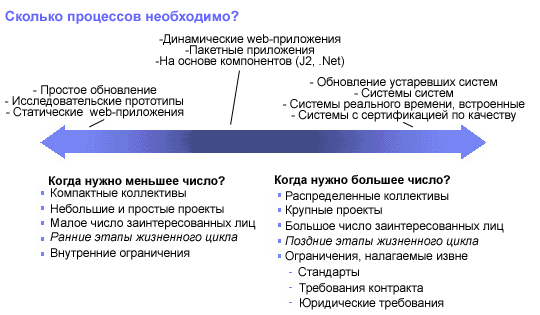 Сколько процессов необходимо?
-Динамические web-приложения
-Пакетные приложения
-На основе компонентов (J2, .Net)
- Простое обновление
- Исследовательские прототипы
- Статические web-приложения
- Обновление устаревших систем
- Системы систем
- Системы реального времени, встроенные
- Системы с сертификацией по качеству
Когда нужно меньшее число?
Компактные коллективы
Небольшие и простые проекты
Малое число заинтересованных лиц
Ранние этапы жизненного цикла
Внутренние ограничения
Когда нужно большее число?
Распределенные коллективы
Крупные проекты
Большое число заинтересованных лиц
Поздние этапы жизненного цикла
Ограничения, налагаемые извне
- Стандарты
- Требования контракта
- Юридические требования